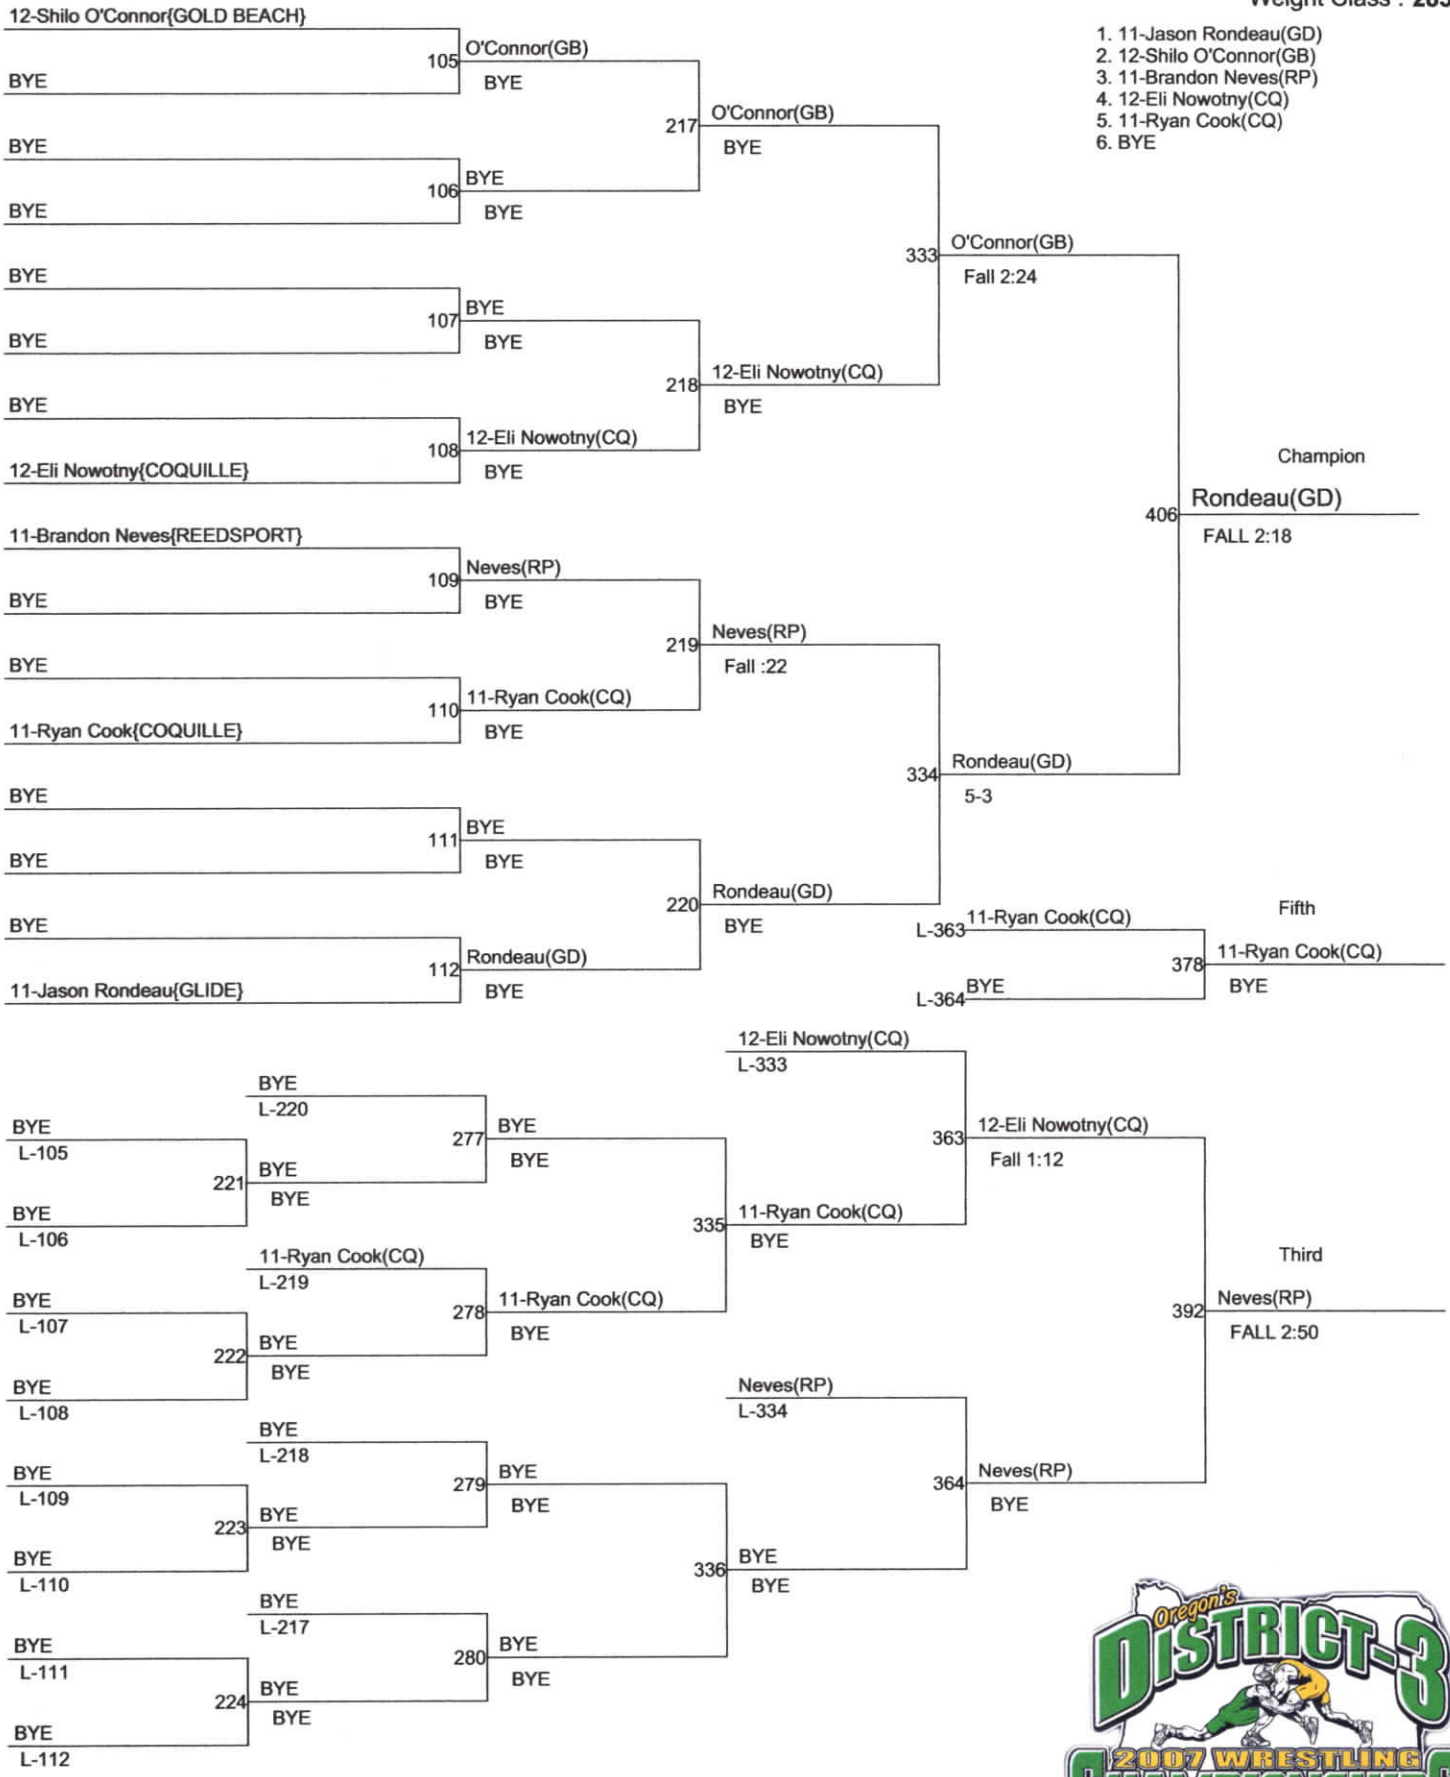 Weight Class :
1. 11-Jason Rondeau(GD)
2. 12-Shilo O'Connor(GB)
3. 11-Brandon Neves(RP)
4. 12-Eli Nowotny(CQ)
5. 11-Ryan Cook(CQ)
6. BYE
12-Shilo O'Connor{GOLD BEACH}
BYE
105
O'Connor(GB)
BYE
BYE
BYE
106
BYE
BYE
217
O'Connor(GB)
BYE
BYE
BYE
107
BYE
BYE
BYE
12-Eli Nowotny{COQUILLE}
108
12-Eli Nowotny(CQ)
BYE
218
12-Eli Nowotny(CQ)
BYE
333
O'Connor(GB)
Fall 2:24
11-Brandon Neves{REEDSPORT}
BYE
109
Neves(RP)
BYE
BYE
11-Ryan Cook{COQUILLE}
110
11-Ryan Cook(CQ)
BYE
219
Neves(RP)
Fall :22
BYE
BYE
111
BYE
BYE
BYE
11-Jason Rondeau{GLIDE}
112
Rondeau(GD)
BYE
220
Rondeau(GD)
BYE
334
Rondeau(GD)
5-3
Champion
406
Rondeau(GD)
FALL 2:18
Fifth
L-363
11-Ryan Cook(CQ)
L-364
BYE
378
11-Ryan Cook(CQ)
BYE
BYE
L-105
BYE
L-106
221
BYE
BYE
BYE
L-220
277
BYE
BYE
BYE
L-107
BYE
L-108
222
BYE
BYE
11-Ryan Cook(CQ)
L-219
278
11-Ryan Cook(CQ)
BYE
335
11-Ryan Cook(CQ)
BYE
12-Eli Nowotny(CQ)
L-333
363
12-Eli Nowotny(CQ)
Fall 1:12
BYE
L-109
BYE
L-110
223
BYE
BYE
BYE
L-218
279
BYE
BYE
BYE
L-111
BYE
L-112
224
BYE
BYE
BYE
L-217
280
BYE
BYE
336
BYE
BYE
Neves(RP)
L-334
364
Neves(RP)
BYE
Third
392
Neves(RP)
FALL 2:50
Oregon's
DISTRICT-3
2007 WRESTLING